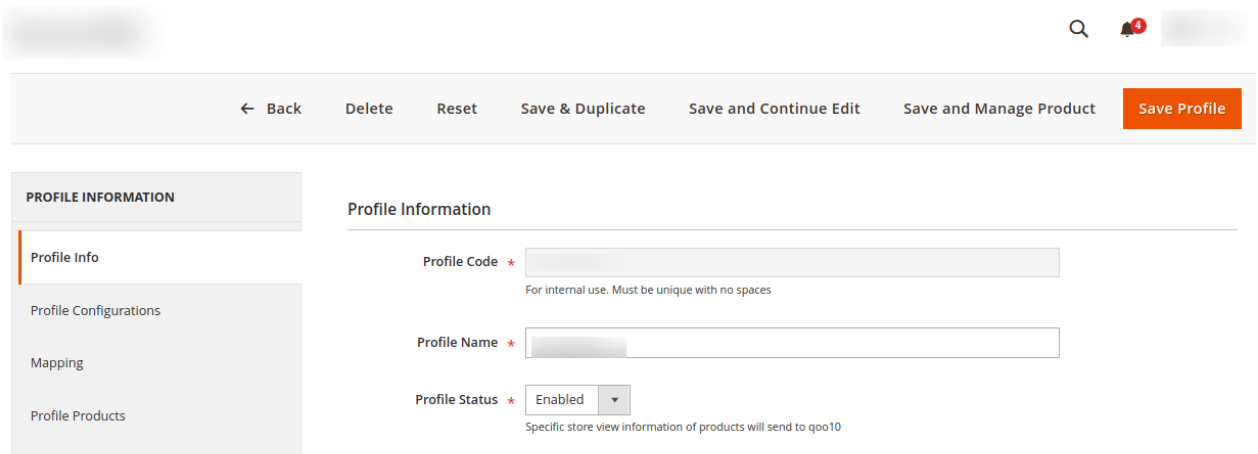 4
← Back Delete Reset Save & Duplicate Save and Continue Edit Save and Manage Product Save Profile
PROFILE INFORMATION
Profile Info
Profile Configurations
Mapping
Profile Products
Profile Information
Profile Code *
For internal use. Must be unique with no spaces
Profile Name *
Profile Status * Enabled
Specific store view information of products will send to qoo10